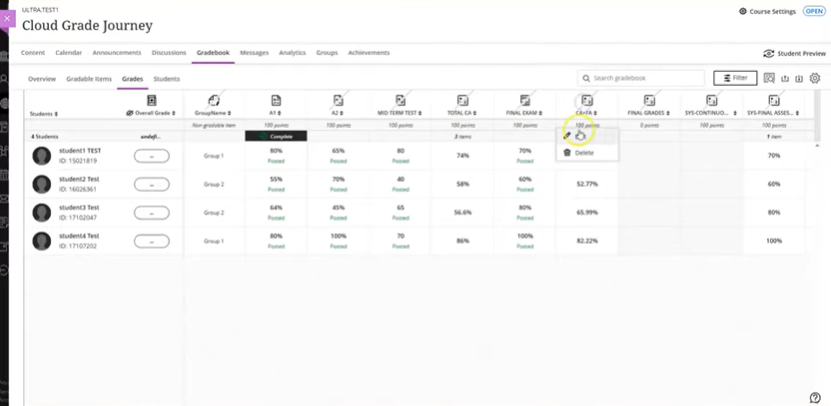 ULTRA.TEST1
Cloud Grade Journey
Course Settings OPEN
Content Calendar Announcements Discussions Gradebook Messages Analytics Groups Achievements
Student Preview
Overview Gradable Items Grades Students
Search gradebook
Filter
Students Overall Grade GroupName A1 A2 MID TERM TEST TOTAL CA FINAL EXAM CA+FA FINAL GRADES SYS-CONTINUO... SYS-FINAL ASSES...
Non-gradable item 100 points 100 points 100 points 100 points 100 points 100 points 0 points 100 points 100 points
4 Students undefi... Complete 3 items 1 item
Delete
student1 TEST
ID: 15021819
-- Group 1 80% Posted 65% Posted 80 Posted 74% 70% Posted 70%
student2 Test
ID: 16026361
-- Group 2 55% Posted 70% Posted 40 Posted 58% 60% Posted 52.77% 60%
student3 Test
ID: 17102047
-- Group 2 64% Posted 45% Posted 65 Posted 56.6% 80% Posted 65.99% 80%
student4 Test
ID: 17107202
-- Group 1 80% Posted 100% Posted 70 Posted 86% 100% Posted 82.22% 100%